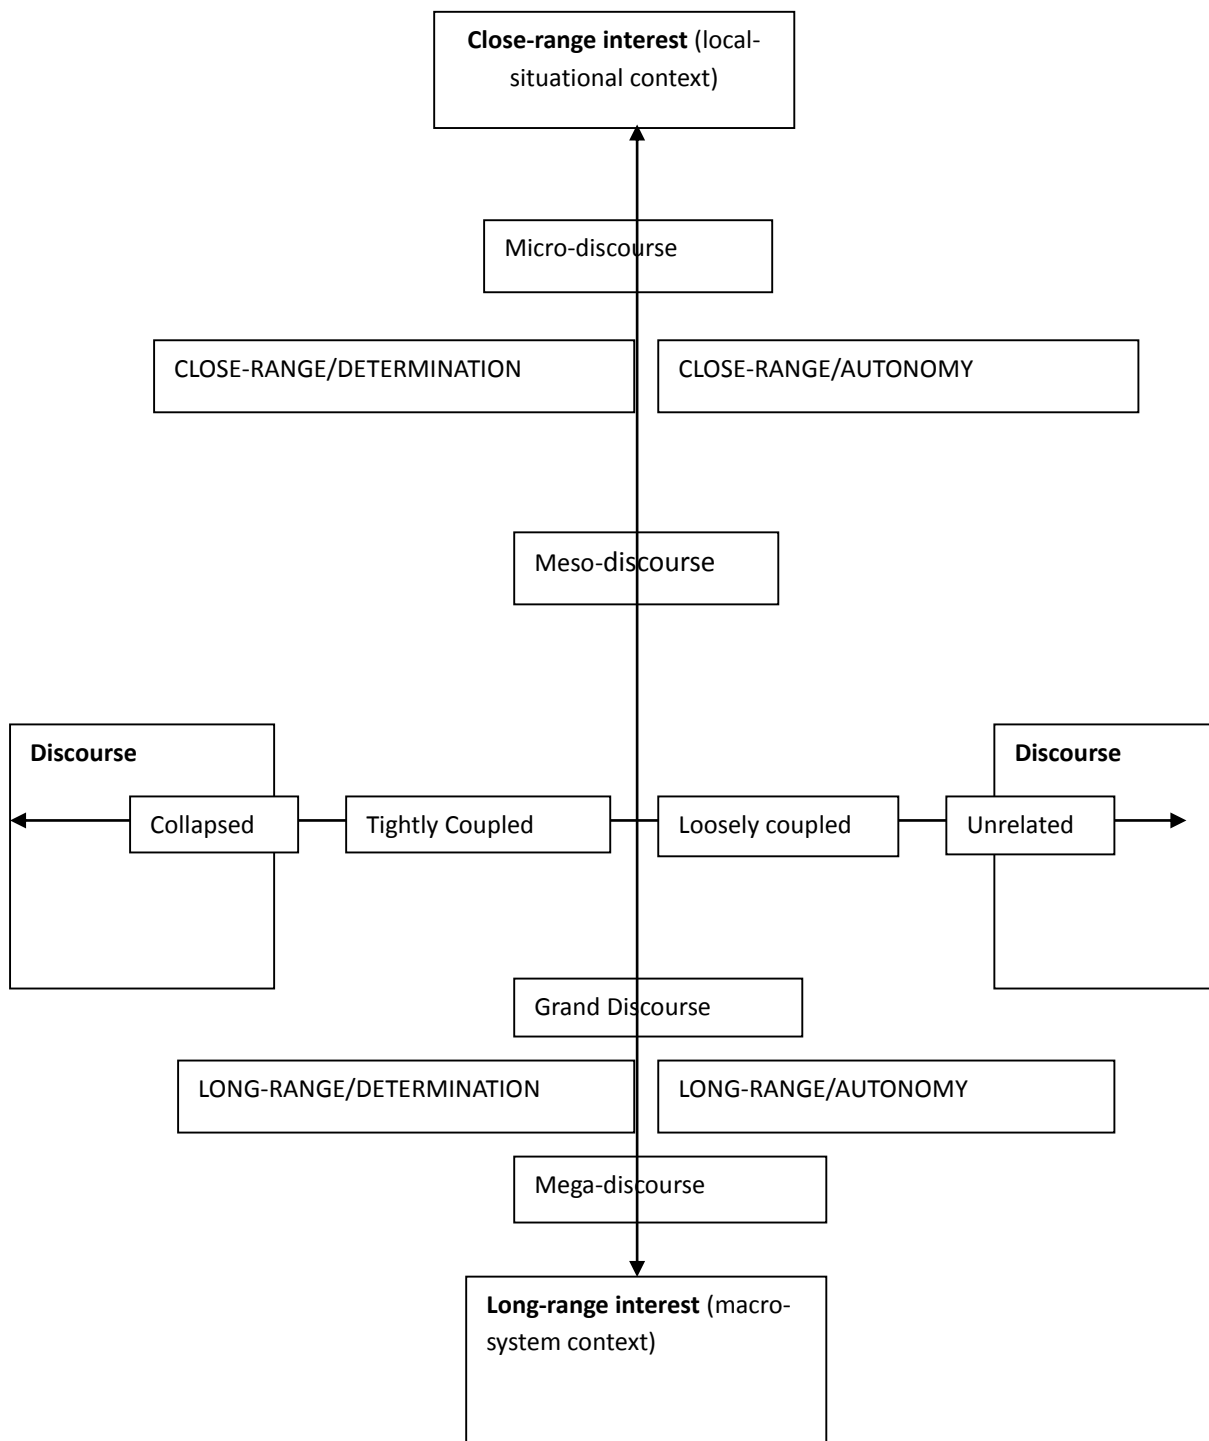 Close-range interest (local-
situational context)
Micro-discourse
CLOSE-RANGE/DETERMINATION
CLOSE-RANGE/AUTONOMY
Meso-discourse
Discourse
Discourse
Collapsed
Tightly Coupled
Loosely coupled
Unrelated
Grand Discourse
LONG-RANGE/DETERMINATION
LONG-RANGE/AUTONOMY
Mega-discourse
Long-range interest (macro-
system context)